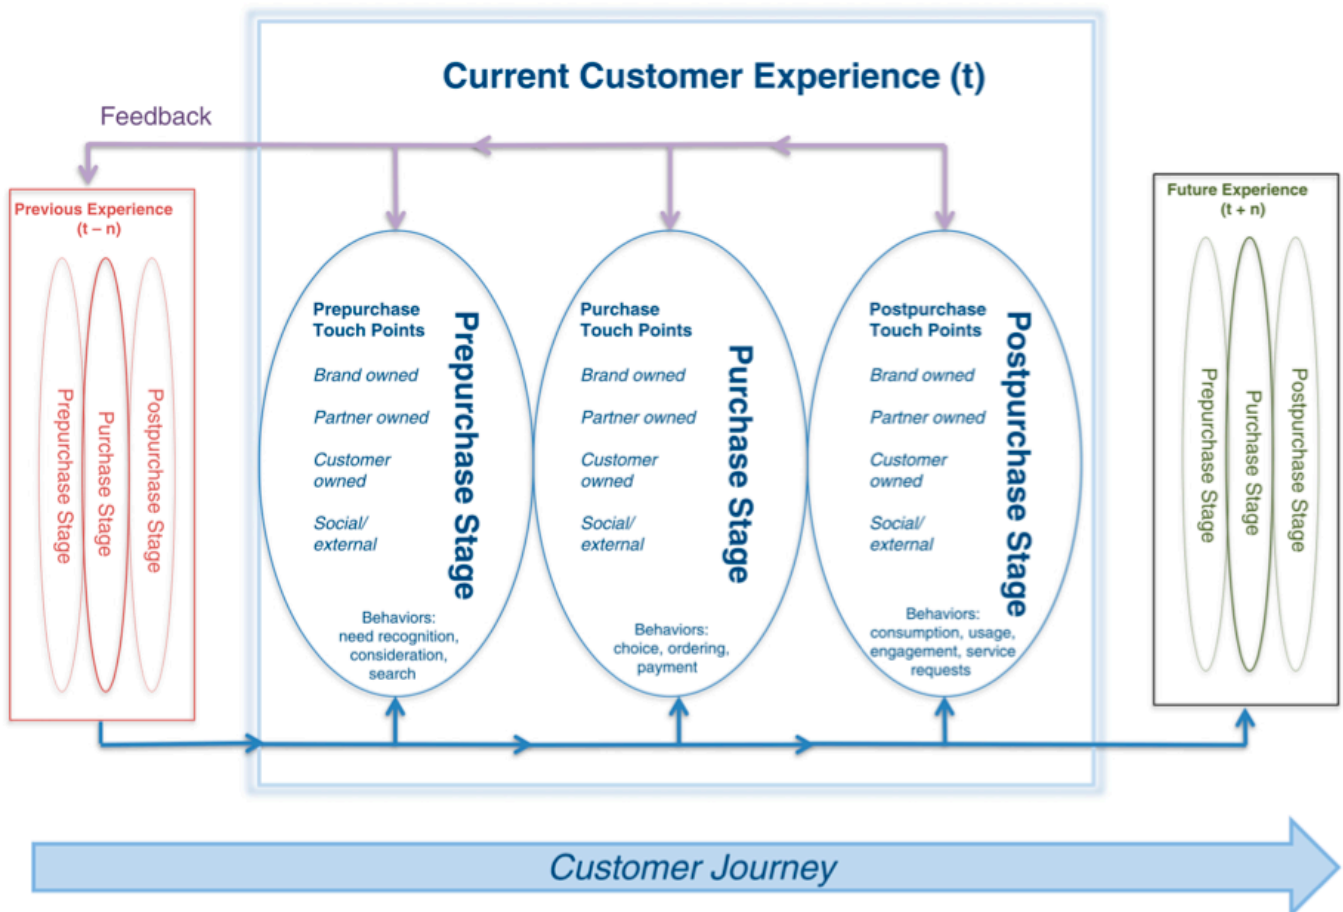 Current Customer Experience (t)
Feedback
Previous Experience
(t – n)
Prepurchase Stage
Purchase Stage
Postpurchase Stage
Prepurchase
Touch Points
Brand owned
Partner owned
Customer
owned
Social/
external
Prepurchase Stage
Behaviors:
need recognition,
consideration,
search
Purchase
Touch Points
Brand owned
Partner owned
Customer
owned
Social/
external
Purchase Stage
Behaviors:
choice, ordering,
payment
Postpurchase
Touch Points
Brand owned
Partner owned
Customer
owned
Social/
external
Postpurchase Stage
Behaviors:
consumption, usage,
engagement, service
requests
Future Experience
(t + n)
Prepurchase Stage
Purchase Stage
Postpurchase Stage
Customer Journey